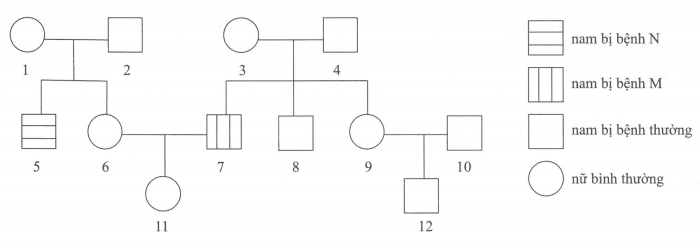 1 2 3 4
nam bị bệnh N
nam bị bệnh M
5 6 7 8 9 10
nam bị bệnh thường
nữ bình thường
11 12